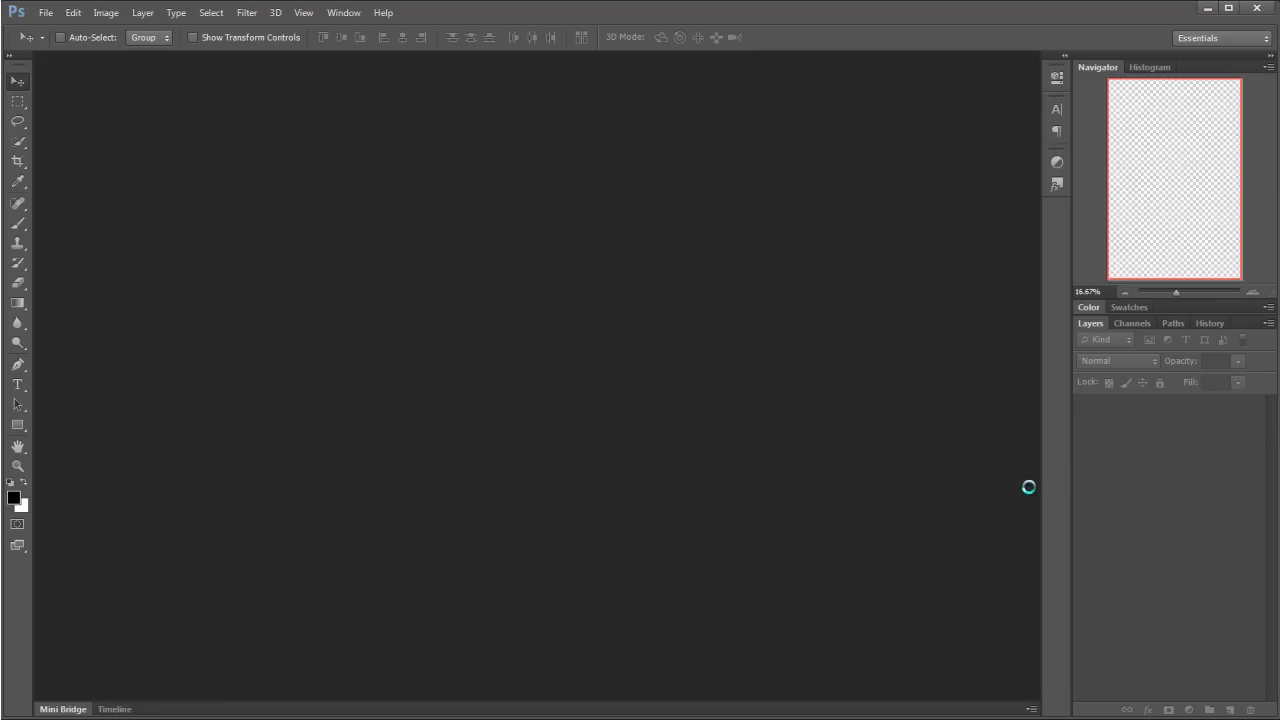 Ps File Edit Image Layer Type Select Filter 3D View Window Help
Auto-Select: Group Show Transform Controls 3D Mode: Essentials
Navigator Histogram
16.67%
Color Swatches
Layers Channels Paths History
Kind
Normal Opacity:
Lock: Fill:
Mini Bridge Timeline